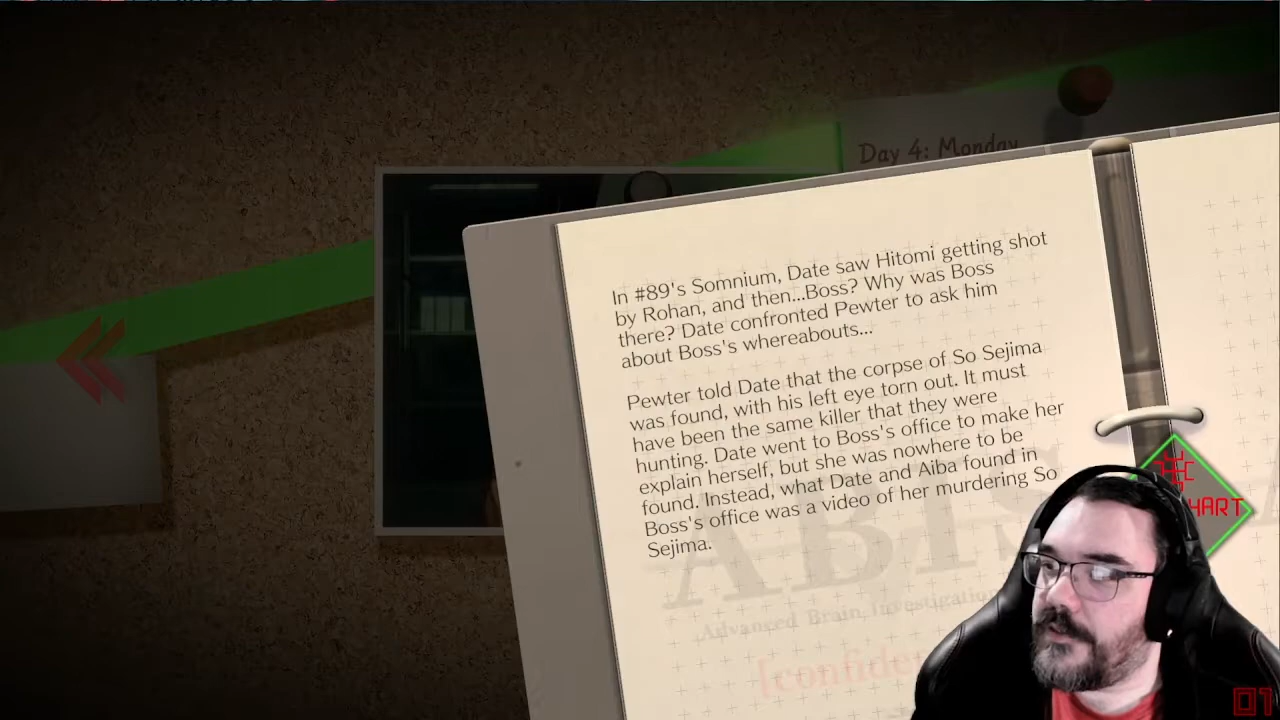 Day 4: Monday
In #89's Somnium, Date saw Hitomi getting shot
by Rohan, and then...Boss? Why was Boss
there? Date confronted Pewter to ask him
about Boss's whereabouts...
Pewter told Date that the corpse of So Sejima
was found, with his left eye torn out. It must
have been the same killer that they were
hunting. Date went to Boss's office to make her
explain herself, but she was nowhere to be
found. Instead, what Date and Aiba found in
Boss's office was a video of her murdering So
Sejima.
ABIS
Advanced Brain Investigation
[confiden
01